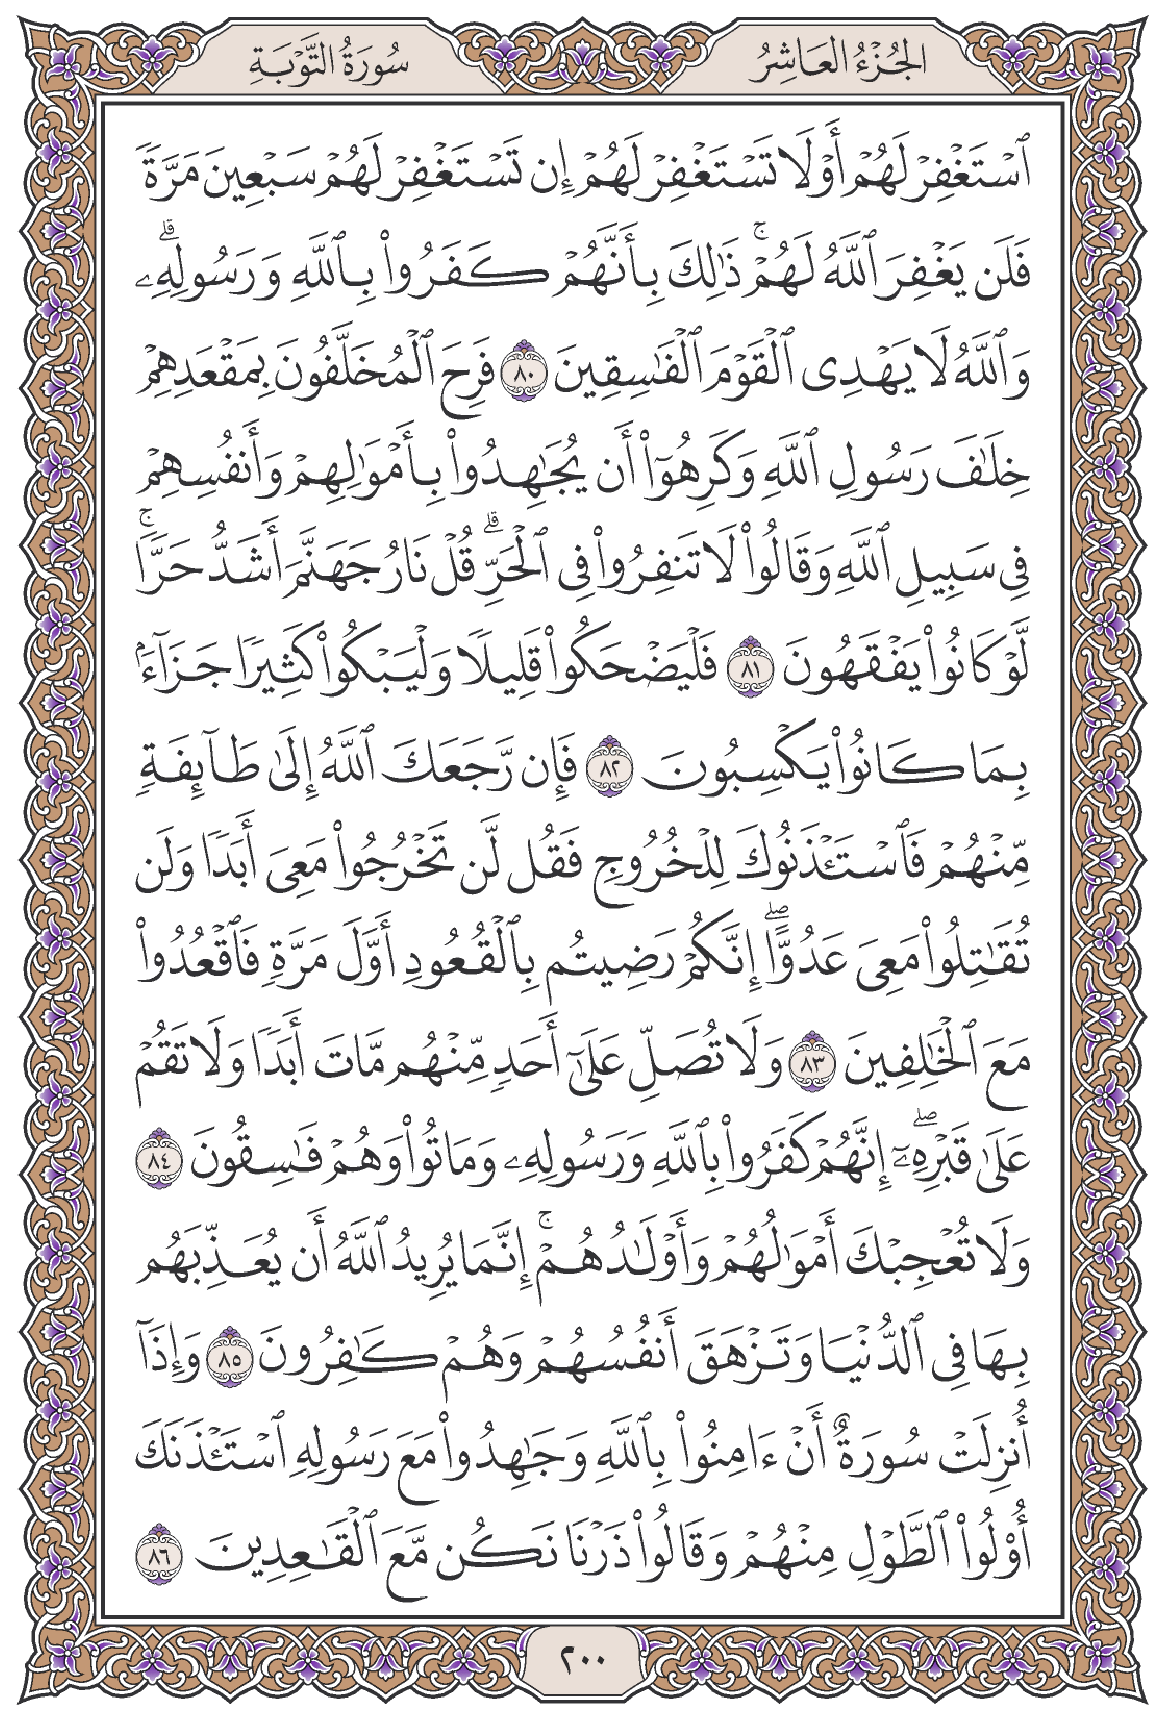 الجُزْءُ العَاشِرُ
سُورَةُ التَّوْبَةِ
ٱسْتَغْفِرْ لَهُمْ أَوْ لَا تَسْتَغْفِرْ لَهُمْ إِن تَسْتَغْفِرْ لَهُمْ سَبْعِينَ مَرَّةً
فَلَن يَغْفِرَ ٱللَّهُ لَهُمْۚ ذَٰلِكَ بِأَنَّهُمْ كَفَرُوا۟ بِٱللَّهِ وَرَسُولِهِۦۗ
وَٱللَّهُ لَا يَهْدِى ٱلْقَوْمَ ٱلْفَـٰسِقِينَ ٨٠ فَرِحَ ٱلْمُخَلَّفُونَ بِمَقْعَدِهِمْ
خِلَـٰفَ رَسُولِ ٱللَّهِ وَكَرِهُوٓا۟ أَن يُجَـٰهِدُوا۟ بِأَمْوَٰلِهِمْ وَأَنفُسِهِمْ
فِى سَبِيلِ ٱللَّهِ وَقَالُوا۟ لَا تَنفِرُوا۟ فِى ٱلْحَرِّۗ قُلْ نَارُ جَهَنَّمَ أَشَدُّ حَرًّاۚ
لَّوْ كَانُوا۟ يَفْقَهُونَ ٨١ فَلْيَضْحَكُوا۟ قَلِيلًا وَلْيَبْكُوا۟ كَثِيرًا جَزَآءًۢ
بِمَا كَانُوا۟ يَكْسِبُونَ ٨٢ فَإِن رَّجَعَكَ ٱللَّهُ إِلَىٰ طَآئِفَةٍ
مِّنْهُمْ فَٱسْتَـْٔذَنُوكَ لِلْخُرُوجِ فَقُل لَّن تَخْرُجُوا۟ مَعِىَ أَبَدًا وَلَن
تُقَـٰتِلُوا۟ مَعِىَ عَدُوًّاۖ إِنَّكُمْ رَضِيتُم بِٱلْقُعُودِ أَوَّلَ مَرَّةٍ فَٱقْعُدُوا۟
مَعَ ٱلْخَـٰلِفِينَ ٨٣ وَلَا تُصَلِّ عَلَىٰٓ أَحَدٍ مِّنْهُم مَّاتَ أَبَدًا وَلَا تَقُمْ
عَلَىٰ قَبْرِهِۦٓۖ إِنَّهُمْ كَفَرُوا۟ بِٱللَّهِ وَرَسُولِهِۦ وَمَاتُوا۟ وَهُمْ فَـٰسِقُونَ ٨٤
وَلَا تُعْجِبْكَ أَمْوَٰلُهُمْ وَأَوْلَـٰدُهُمْۚ إِنَّمَا يُرِيدُ ٱللَّهُ أَن يُعَذِّبَهُم
بِهَا فِى ٱلدُّنْيَا وَتَزْهَقَ أَنفُسُهُمْ وَهُمْ كَـٰفِرُونَ ٨٥ وَإِذَآ
أُنزِلَتْ سُورَةٌ أَنْ ءَامِنُوا۟ بِٱللَّهِ وَجَـٰهِدُوا۟ مَعَ رَسُولِهِ ٱسْتَـْٔذَنَكَ
أُو۟لُوا۟ ٱلطَّوْلِ مِنْهُمْ وَقَالُوا۟ ذَرْنَا نَكُن مَّعَ ٱلْقَـٰعِدِينَ ٨٦
٢٠٠